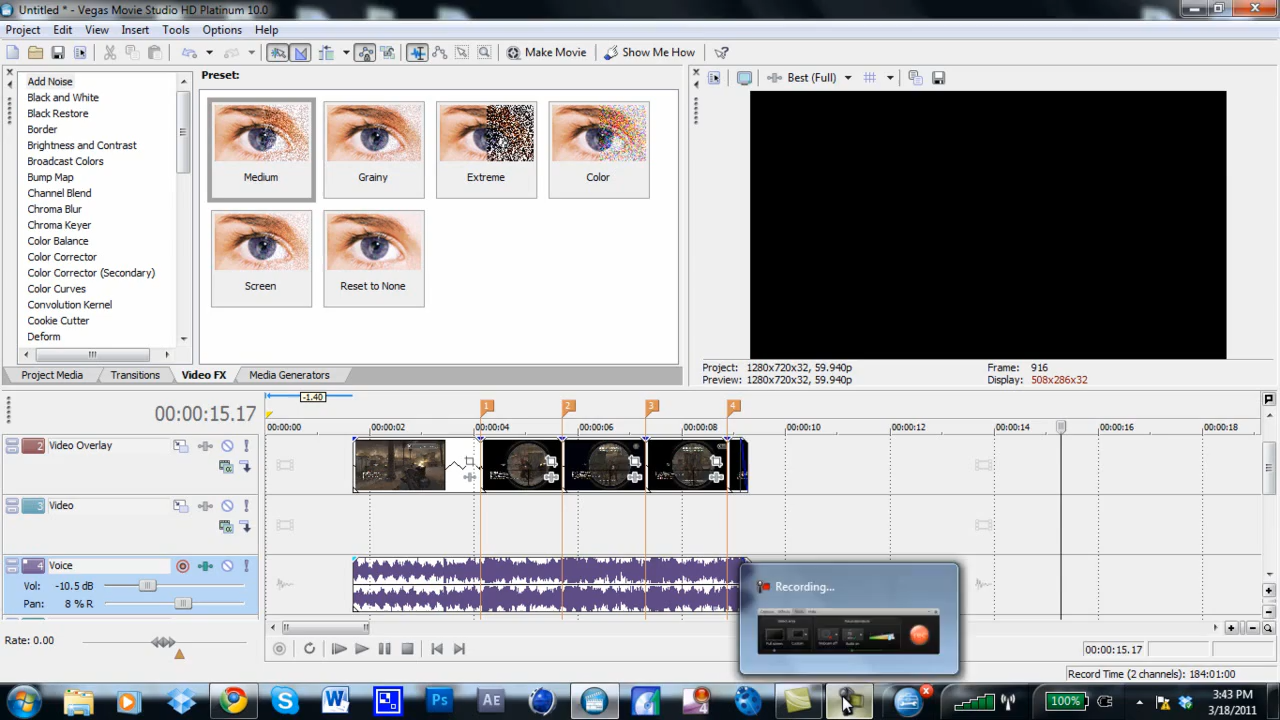 Untitled * - Vegas Movie Studio HD Platinum 10.0
Project Edit View Insert Tools Options Help
Make Movie Show Me How
Add Noise
Black and White
Black Restore
Border
Brightness and Contrast
Broadcast Colors
Bump Map
Channel Blend
Chroma Blur
Chroma Keyer
Color Balance
Color Corrector
Color Corrector (Secondary)
Color Curves
Convolution Kernel
Cookie Cutter
Deform
Preset:
Medium Grainy Extreme Color
Screen Reset to None
Best (Full)
Project: 1280x720x32, 59.940p Frame: 916
Preview: 1280x720x32, 59.940p Display: 508x286x32
Project Media Transitions Video FX Media Generators
00:00:15.17
-1.40
1 2 3 4
00:00:00 00:00:02 00:00:04 00:00:06 00:00:08 00:00:10 00:00:12 00:00:14 00:00:16 00:00:18
2 Video Overlay
3 Video
4 Voice
Vol: -10.5 dB
Pan: 8 % R
Rate: 0.00
Recording...
00:00:15.17
Record Time (2 channels): 184:01:00
W Ps AE 4 100% 3:43 PM
3/18/2011